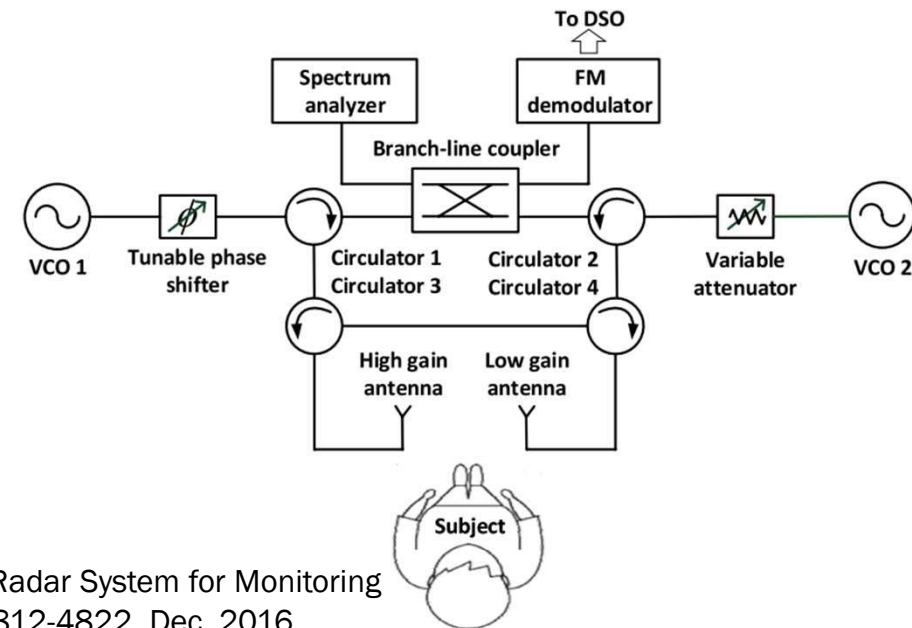 To DSO
Spectrum
analyzer
FM
demodulator
Branch-line coupler
VCO 1
Tunable phase
shifter
Circulator 1
Circulator 3
Circulator 2
Circulator 4
Variable
attenuator
VCO 2
High gain
antenna
Low gain
antenna
Subject
Radar System for Monitoring
812-4822, Dec. 2016